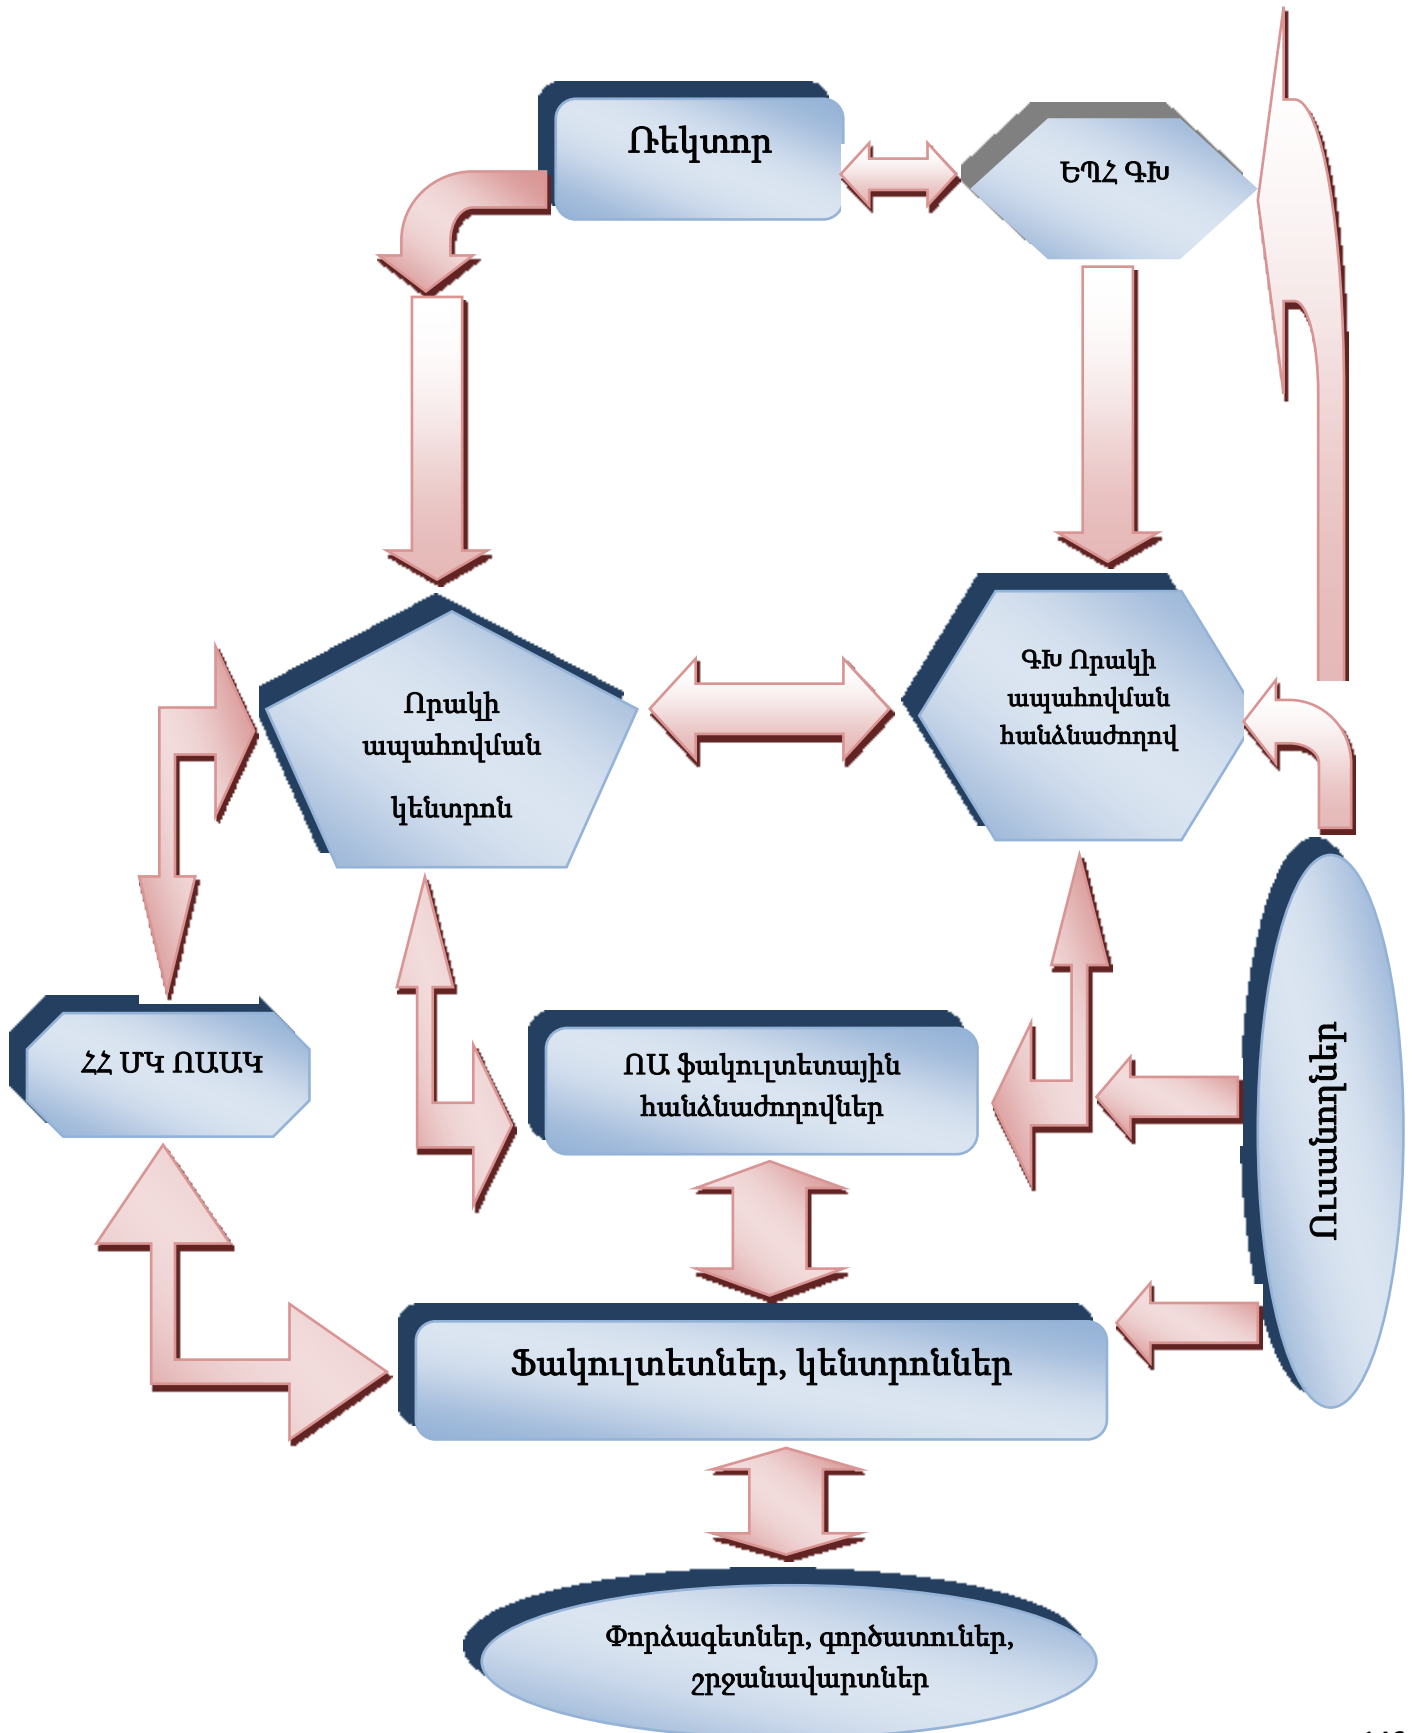 Ռեկտոր
ԵՊՀ ԳԽ
Որակի
ապահովման
կենտրոն
ԳԽ Որակի
ապահովման
հանձնաժողով
ՀՀ ՄԿ ՈԱԱԿ
ՈԱ ֆակուլտետային
հանձնաժողովներ
Ուսանողներ
Ֆակուլտետներ, կենտրոններ
Փորձագետներ, գործատուներ,
շրջանավարտներ